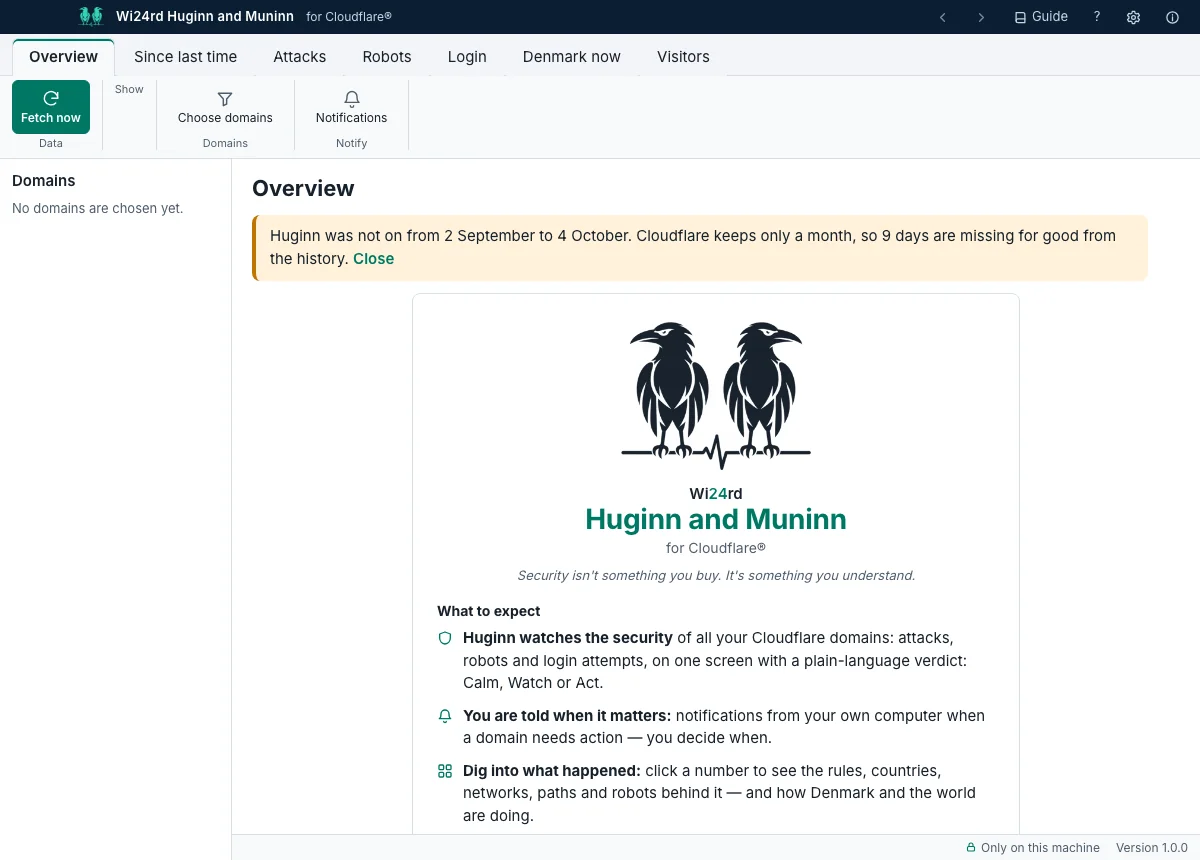 Wi24rd Huginn and Muninn for Cloudflare®
Guide ?
Overview Since last time Attacks Robots Login Denmark now Visitors
Fetch now
Data
Show
Choose domains
Domains
Notifications
Notify
Domains
No domains are chosen yet.
Overview
Huginn was not on from 2 September to 4 October. Cloudflare keeps only a month, so 9 days are missing for good from
the history. Close
Wi24rd
Huginn and Muninn
for Cloudflare®
Security isn't something you buy. It's something you understand.
What to expect
Huginn watches the security of all your Cloudflare domains: attacks,
robots and login attempts, on one screen with a plain-language verdict:
Calm, Watch or Act.
You are told when it matters: notifications from your own computer when
a domain needs action — you decide when.
Dig into what happened: click a number to see the rules, countries,
networks, paths and robots behind it — and how Denmark and the world
are doing.
Only on this machine Version 1.0.0